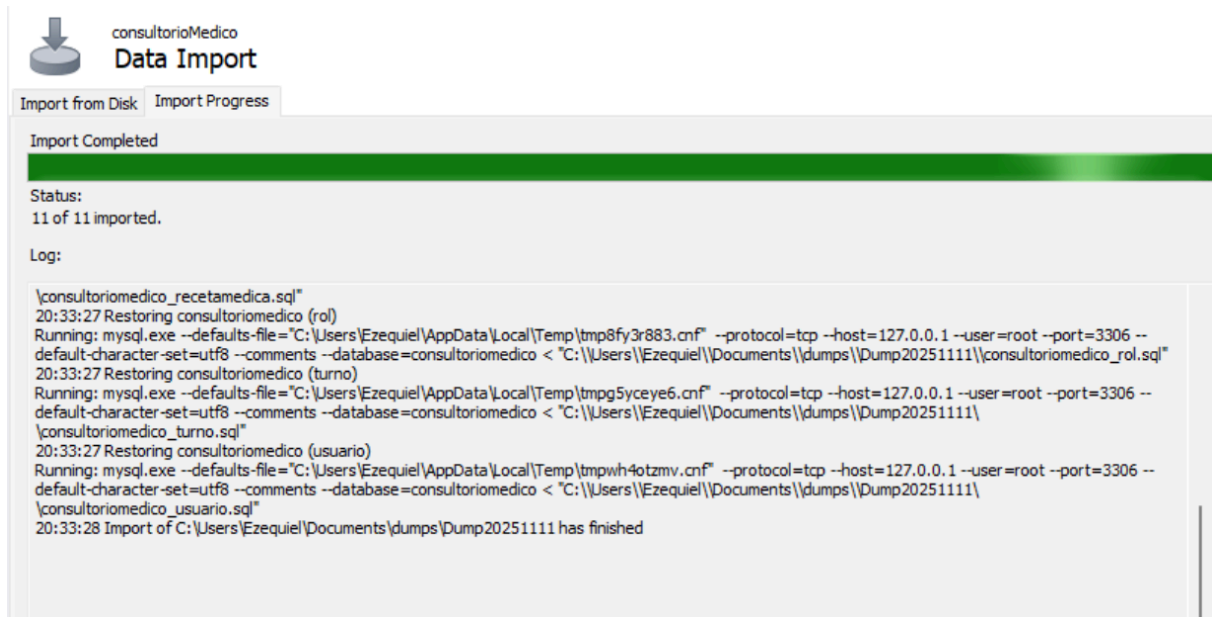 consultorioMedico
Data Import
Import from Disk
Import Progress
Import Completed
Status:
11 of 11 imported.
Log:
\consultoriomedico_recetamedica.sql"
20:33:27 Restoring consultoriomedico (rol)
Running: mysql.exe --defaults-file="C:\Users\Ezequiel\AppData\Local\Temp\tmp8fy3r883.cnf"  --protocol=tcp --host=127.0.0.1 --user=root --port=3306 --
default-character-set=utf8 --comments --database=consultoriomedico < "C:\\Users\\Ezequiel\\Documents\\dumps\\Dump20251111\\consultoriomedico_rol.sql"
20:33:27 Restoring consultoriomedico (turno)
Running: mysql.exe --defaults-file="C:\Users\Ezequiel\AppData\Local\Temp\tmpg5yceye6.cnf"  --protocol=tcp --host=127.0.0.1 --user=root --port=3306 --
default-character-set=utf8 --comments --database=consultoriomedico < "C:\\Users\\Ezequiel\\Documents\\dumps\\Dump20251111\
\consultoriomedico_turno.sql"
20:33:27 Restoring consultoriomedico (usuario)
Running: mysql.exe --defaults-file="C:\Users\Ezequiel\AppData\Local\Temp\tmpwh4otzmv.cnf"  --protocol=tcp --host=127.0.0.1 --user=root --port=3306 --
default-character-set=utf8 --comments --database=consultoriomedico < "C:\\Users\\Ezequiel\\Documents\\dumps\\Dump20251111\
\consultoriomedico_usuario.sql"
20:33:28 Import of C:\Users\Ezequiel\Documents\dumps\Dump20251111 has finished